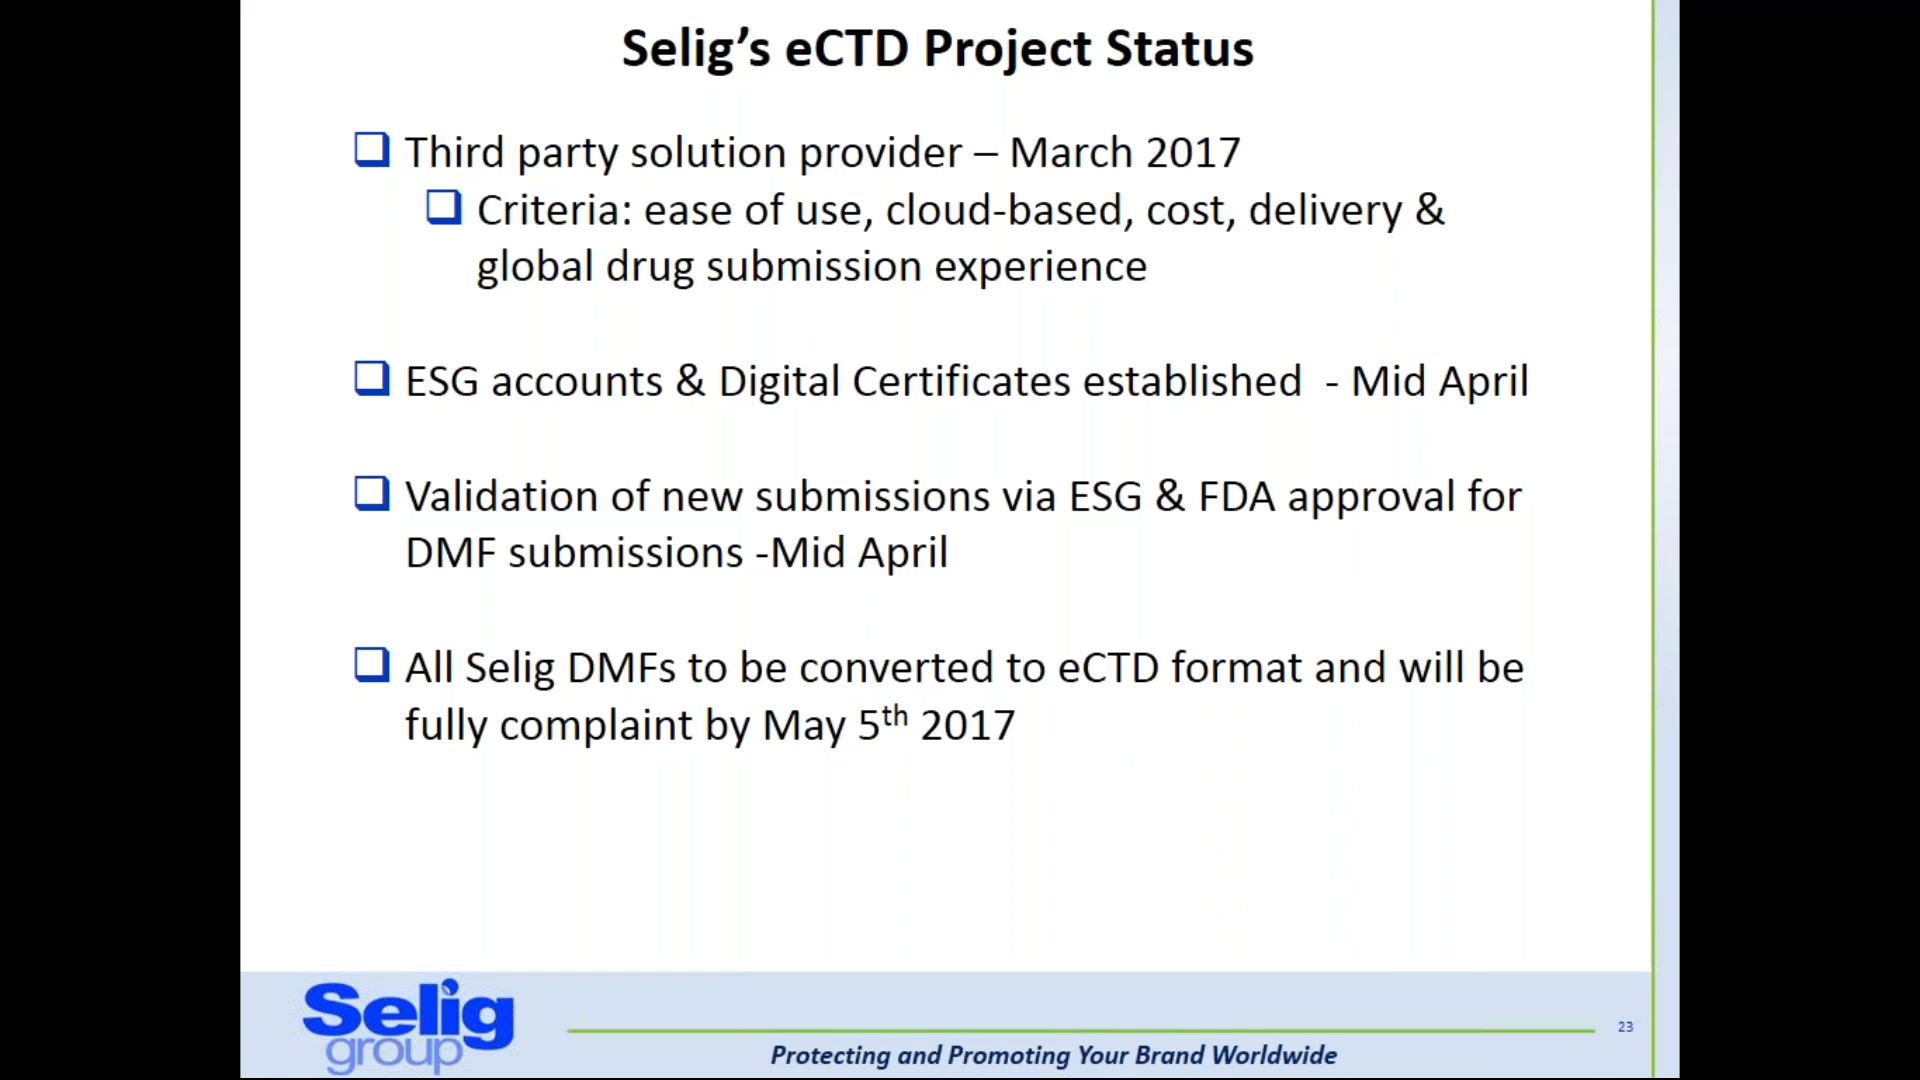 Selig’s eCTD Project Status
Third party solution provider – March 2017
Criteria: ease of use, cloud-based, cost, delivery &
global drug submission experience
ESG accounts & Digital Certificates established - Mid April
Validation of new submissions via ESG & FDA approval for
DMF submissions -Mid April
All Selig DMFs to be converted to eCTD format and will be
fully complaint by May 5th 2017
Selig
group
23
Protecting and Promoting Your Brand Worldwide